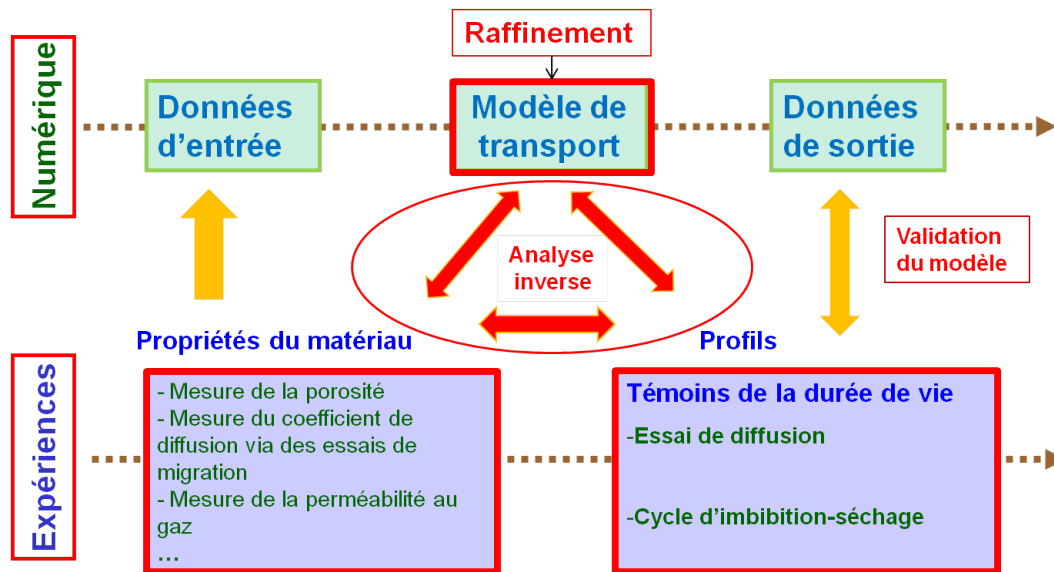 Numérique
Raffinement
Données
d'entrée
Modèle de
transport
Données
de sortie
Analyse
inverse
Validation
du modèle
Propriétés du matériau
Profils
Expériences
- Mesure de la porosité
- Mesure du coefficient de
diffusion via des essais de
migration
- Mesure de la perméabilité au
gaz
...
Témoins de la durée de vie
-Essai de diffusion
-Cycle d'imbibition-séchage